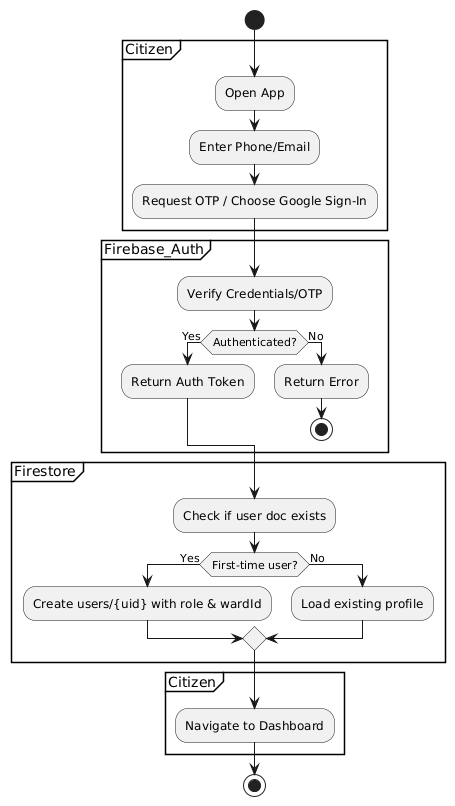 Citizen
Open App
Enter Phone/Email
Request OTP / Choose Google Sign-In
Firebase_Auth
Verify Credentials/OTP
Yes
Authenticated?
No
Return Auth Token
Return Error
Firestore
Check if user doc exists
Yes
First-time user?
No
Create users/{uid} with role & wardId
Load existing profile
Citizen
Navigate to Dashboard